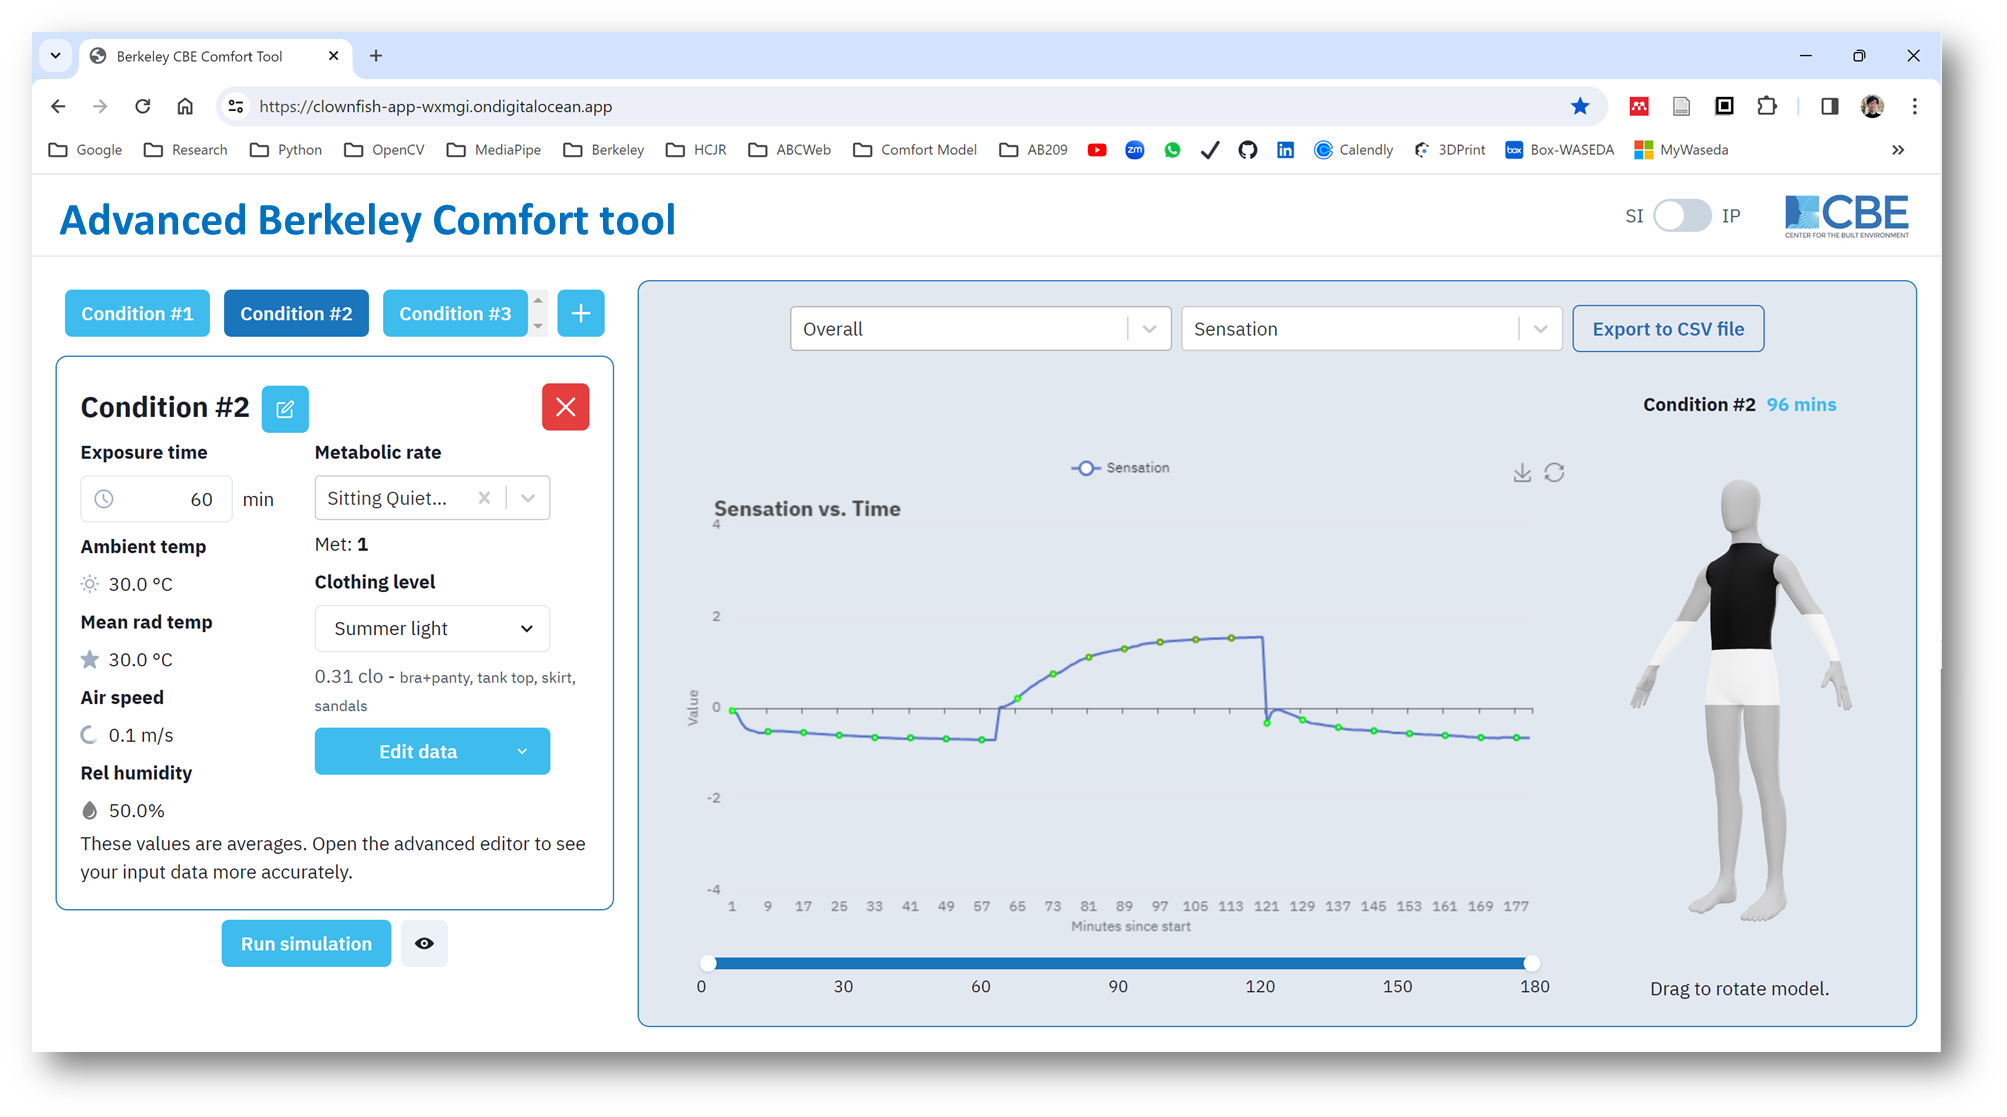 Berkeley CBE Comfort Tool
https://clownfish-app-wxmgi.ondigitalocean.app
Google Research Python OpenCV MediaPipe Berkeley HCJR ABCWeb Comfort Model AB209 zm in Calendly 3DPrint box Box-WASEDA MyWaseda »
Advanced Berkeley Comfort tool
SI IP
CBE
CENTER FOR THE BUILT ENVIRONMENT
Condition #1 Condition #2 Condition #3 +
Condition #2
Exposure time
60 min
Ambient temp
30.0 °C
Mean rad temp
30.0 °C
Air speed
0.1 m/s
Rel humidity
50.0%
Metabolic rate
Sitting Quiet...
Met: 1
Clothing level
Summer light
0.31 clo - bra+panty, tank top, skirt,
sandals
Edit data
These values are averages. Open the advanced editor to see
your input data more accurately.
Run simulation
Overall
Sensation
Export to CSV file
Condition #2 96 mins
Sensation
Sensation vs. Time
4
2
0
-2
-4
Value
1 9 17 25 33 41 49 57 65 73 81 89 97 105 113 121 129 137 145 153 161 169 177
Minutes since start
0 30 60 90 120 150 180
Drag to rotate model.